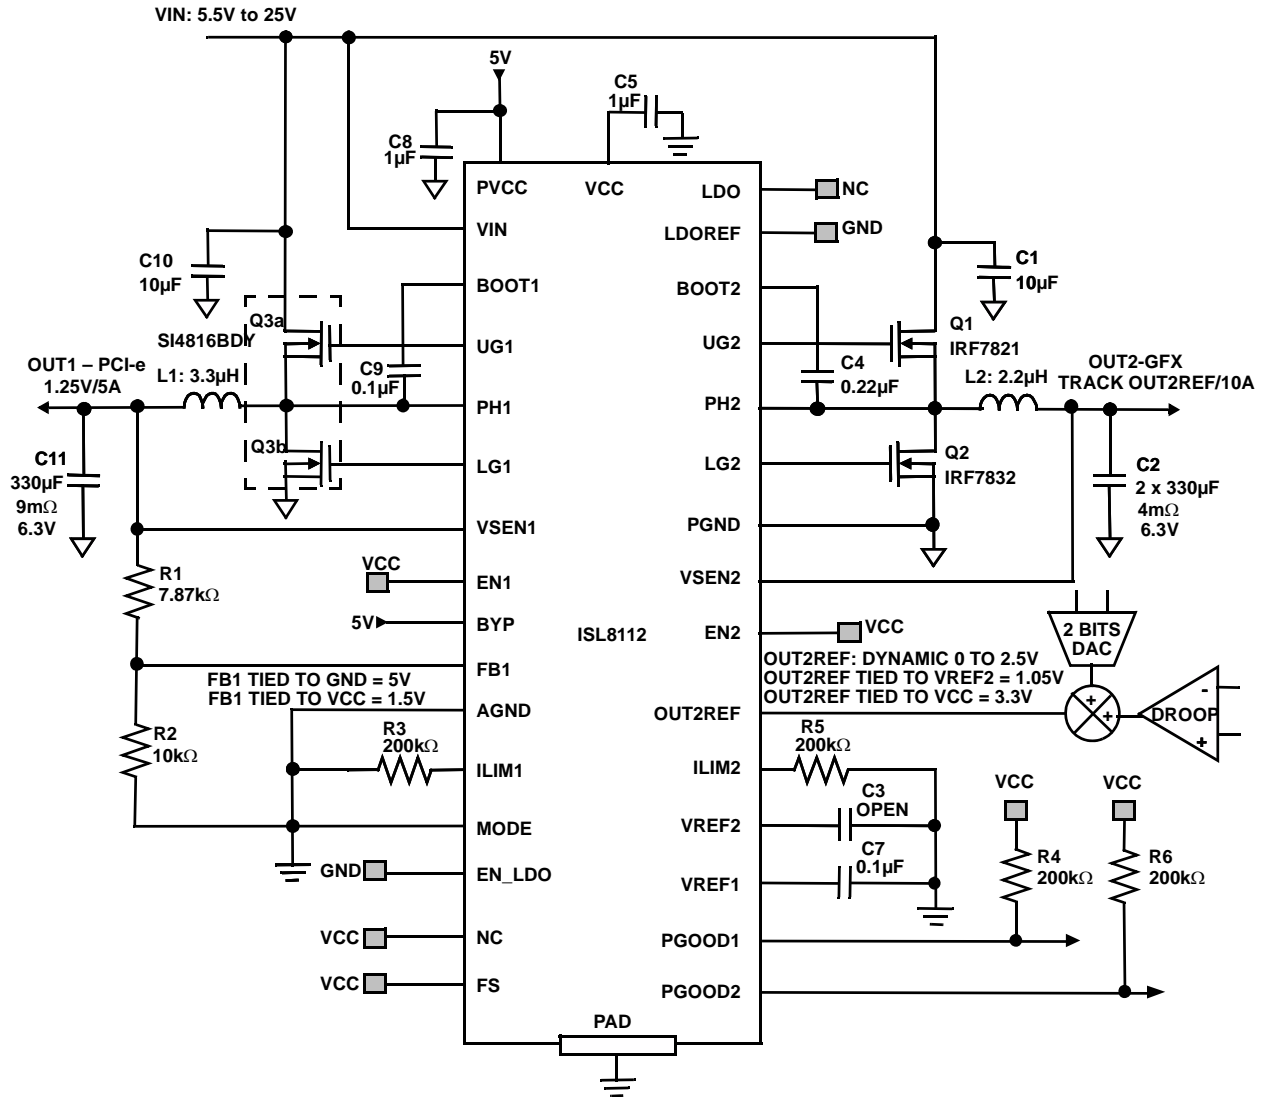 VIN: 5.5V to 25V
5V
C5
1µF
C8
1µF
PVCC
VCC
LDO
NC
VIN
LDOREF
GND
C10
10µF
BOOT1
BOOT2
C1
10µF
Q3a
SI4816BDY
UG1
UG2
Q1
IRF7821
OUT1 – PCI-e
1.25V/5A
L1: 3.3µH
C9
0.1µF
C4
0.22µF
L2: 2.2µH
OUT2-GFX
TRACK OUT2REF/10A
PH1
PH2
Q3b
LG1
LG2
Q2
IRF7832
C11
330µF
9mΩ
6.3V
C2
2 x 330µF
4mΩ
6.3V
VSEN1
PGND
R1
7.87kΩ
VCC
EN1
VSEN2
5V
BYP
ISL8112
EN2
VCC
2 BITS
DAC
FB1
FB1 TIED TO GND = 5V
FB1 TIED TO VCC = 1.5V
OUT2REF: DYNAMIC 0 TO 2.5V
OUT2REF TIED TO VREF2 = 1.05V
OUT2REF TIED TO VCC = 3.3V
AGND
OUT2REF
+
+
DROOP
-
+
R2
10kΩ
R3
200kΩ
ILIM1
ILIM2
R5
200kΩ
C3
OPEN
VCC
VCC
MODE
VREF2
C7
0.1µF
R4
200kΩ
R6
200kΩ
GND
EN_LDO
VREF1
VCC
NC
PGOOD1
VCC
FS
PGOOD2
PAD